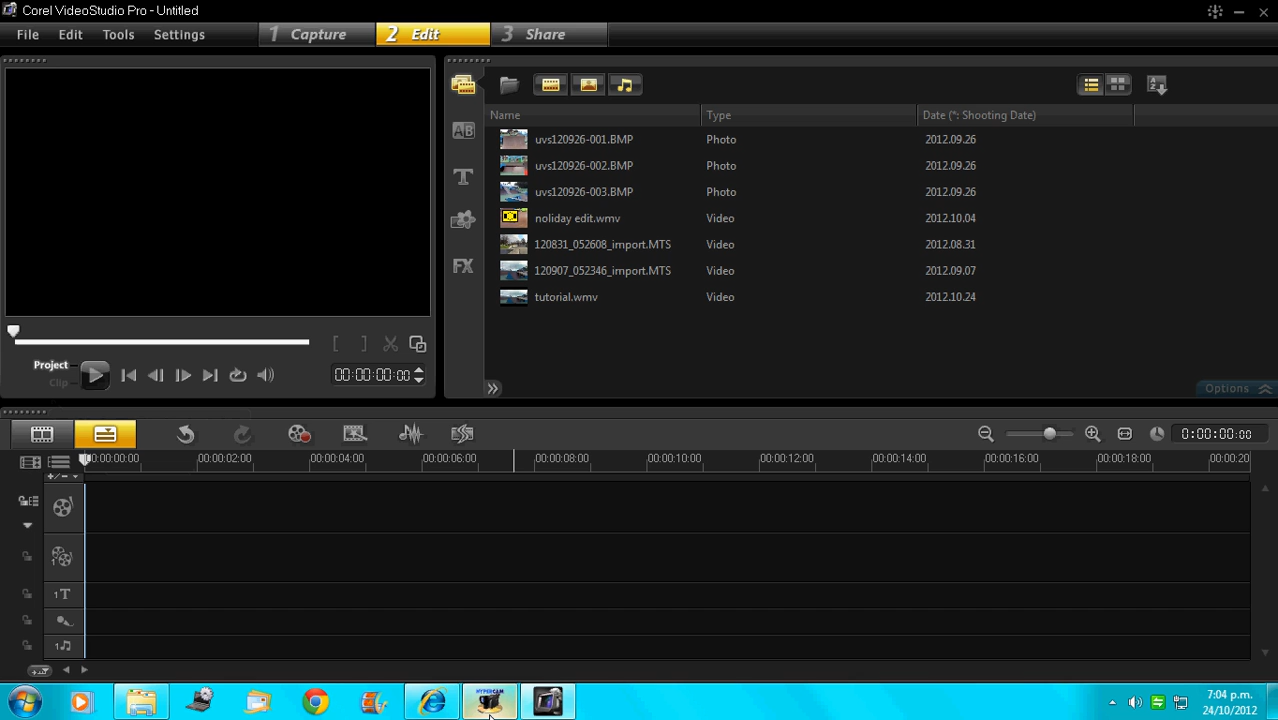 Corel VideoStudio Pro - Untitled
File Edit Tools Settings 1 Capture 2 Edit 3 Share
AB
T
FX
Name Type Date (*: Shooting Date)
uvs120926-001.BMP Photo 2012.09.26
uvs120926-002.BMP Photo 2012.09.26
uvs120926-003.BMP Photo 2012.09.26
noliday edit.wmv Video 2012.10.04
120831_052608_import.MTS Video 2012.08.31
120907_052346_import.MTS Video 2012.09.07
tutorial.wmv Video 2012.10.24
Project
Clip
00:00:00:00
Options
0:00:00:00
00:00:00:00 00:00:02:00 00:00:04:00 00:00:06:00 00:00:08:00 00:00:10:00 00:00:12:00 00:00:14:00 00:00:16:00 00:00:18:00 00:00:20
1
1T
1
HYPERCAM
7:04 p.m.
24/10/2012